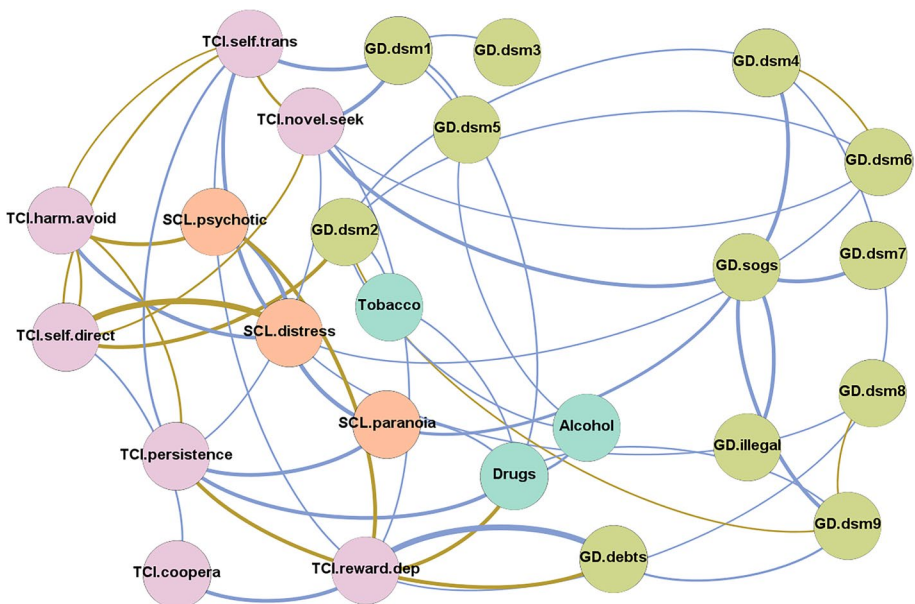 TCI.self.trans
GD.dsm1
GD.dsm3
GD.dsm4
TCI.novel.seek
GD.dsm5
GD.dsm6
TCI.harm.avoid
SCL.psychotic
GD.dsm2
GD.sogs
GD.dsm7
Tobacco
TCI.self.direct
SCL.distress
GD.dsm8
SCL.paranoia
Alcohol
GD.illegal
TCI.persistence
Drugs
GD.dsm9
TCI.coopera
TCI.reward.dep
GD.debts